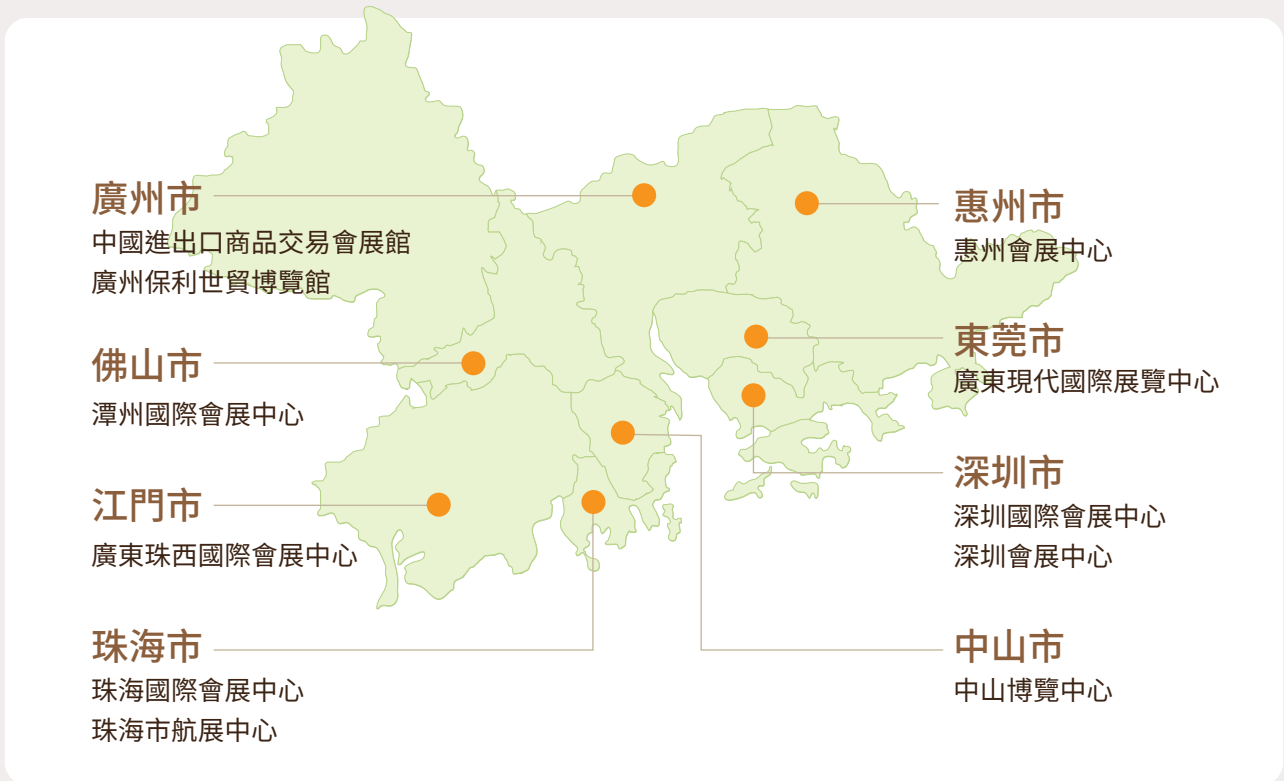 廣州市
中國進出口商品交易會展館
廣州保利世貿博覽館
佛山市
潭州國際會展中心
江門市
廣東珠西國際會展中心
珠海市
珠海國際會展中心
珠海市航展中心
惠州市
惠州會展中心
東莞市
廣東現代國際展覽中心
深圳市
深圳國際會展中心
深圳會展中心
中山市
中山博覽中心